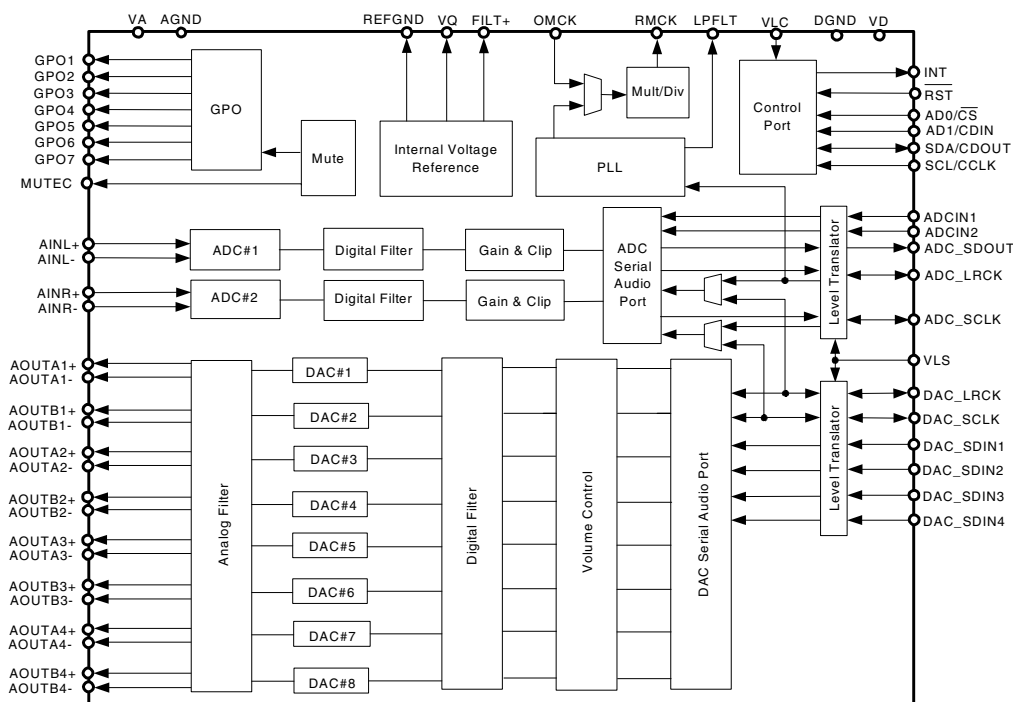 VA AGND REFGND VQ FILT+ OMCK RMCK LPFLT VLC DGND VD
GPO1
GPO2
GPO3
GPO4
GPO5
GPO6
GPO7
MUTEC
GPO
Mute
Internal Voltage
Reference
Mult/Div
PLL
Control
Port
INT
RST
AD0/CS
AD1/CDIN
SDA/CDOUT
SCL/CCLK
AINL+
AINL-
AINR+
AINR-
ADC#1
Digital Filter
Gain & Clip
ADC#2
Digital Filter
Gain & Clip
ADC
Serial
Audio
Port
Level Translator
ADCIN1
ADCIN2
ADC_SDOUT
ADC_LRCK
ADC_SCLK
VLS
AOUTA1+
AOUTA1-
AOUTB1+
AOUTB1-
AOUTA2+
AOUTA2-
AOUTB2+
AOUTB2-
AOUTA3+
AOUTA3-
AOUTB3+
AOUTB3-
AOUTA4+
AOUTA4-
AOUTB4+
AOUTB4-
Analog Filter
DAC#1
DAC#2
DAC#3
DAC#4
DAC#5
DAC#6
DAC#7
DAC#8
Digital Filter
Volume Control
DAC Serial Audio Port
Level Translator
DAC_LRCK
DAC_SCLK
DAC_SDIN1
DAC_SDIN2
DAC_SDIN3
DAC_SDIN4